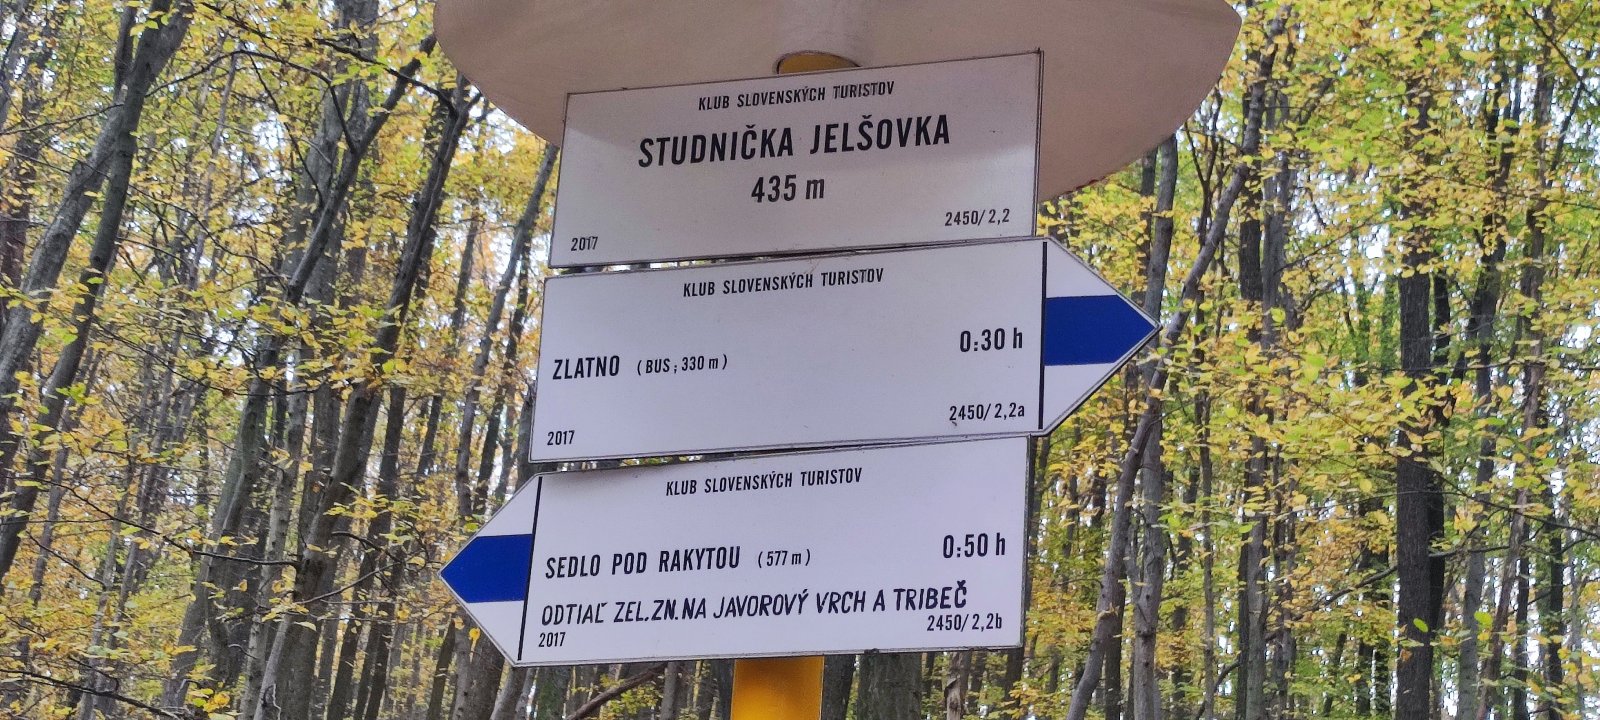 KLUB SLOVENSKÝCH TURISTOV
STUDNIČKA JELŠOVKA
435 m
2017 2450/2,2
KLUB SLOVENSKÝCH TURISTOV
ZLATNO (BUS; 330 m) 0:30 h
2017 2450/2,2a
KLUB SLOVENSKÝCH TURISTOV
SEDLO POD RAKYTOU (577 m) 0:50 h
ODTIAĽ ZEL.ZN.NA JAVOROVÝ VRCH A TRIBEČ
2017 2450/2,2b